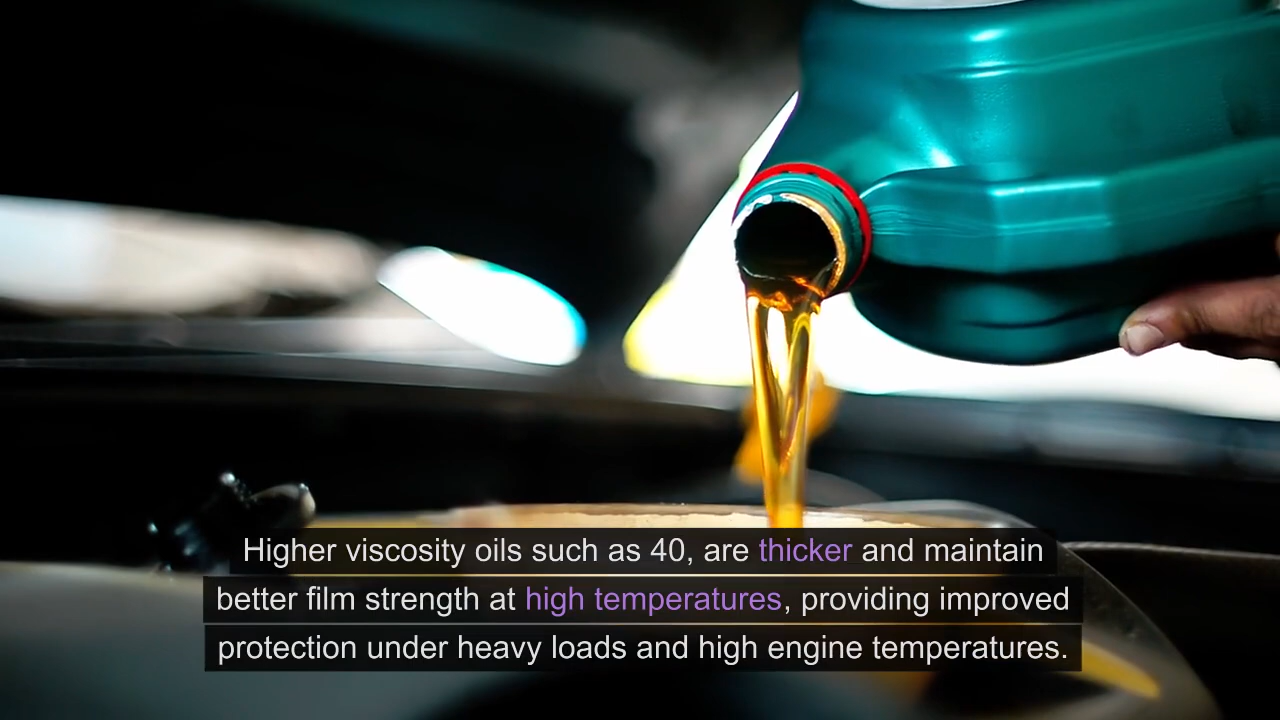 Higher viscosity oils such as 40, are thicker and maintain
better film strength at high temperatures, providing improved
protection under heavy loads and high engine temperatures.